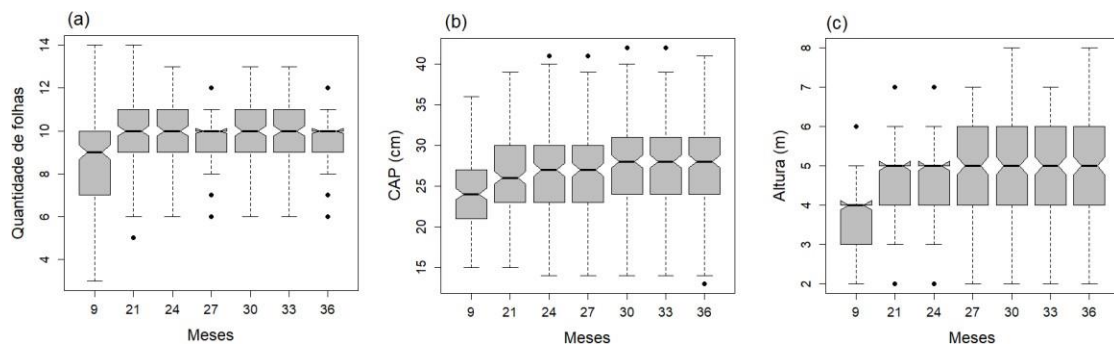 (a)
Quantidade de folhas
14
12
10
8
6
4
9 21 24 27 30 33 36
Meses
(b)
CAP (cm)
40
35
30
25
20
15
9 21 24 27 30 33 36
Meses
(c)
Altura (m)
8
7
6
5
4
3
2
9 21 24 27 30 33 36
Meses